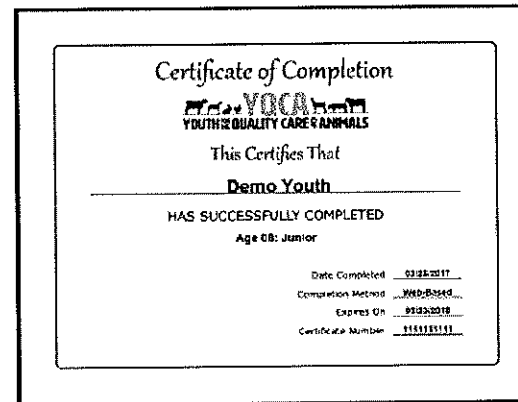 Certificate of Completion
YQCA
YOUTH FOR THE QUALITY CARE OF ANIMALS
This Certifies That
Demo Youth
HAS SUCCESSFULLY COMPLETED
Age 08: Junior
Date Completed
Completion Method Web-Based
Expires On
Certificate Number